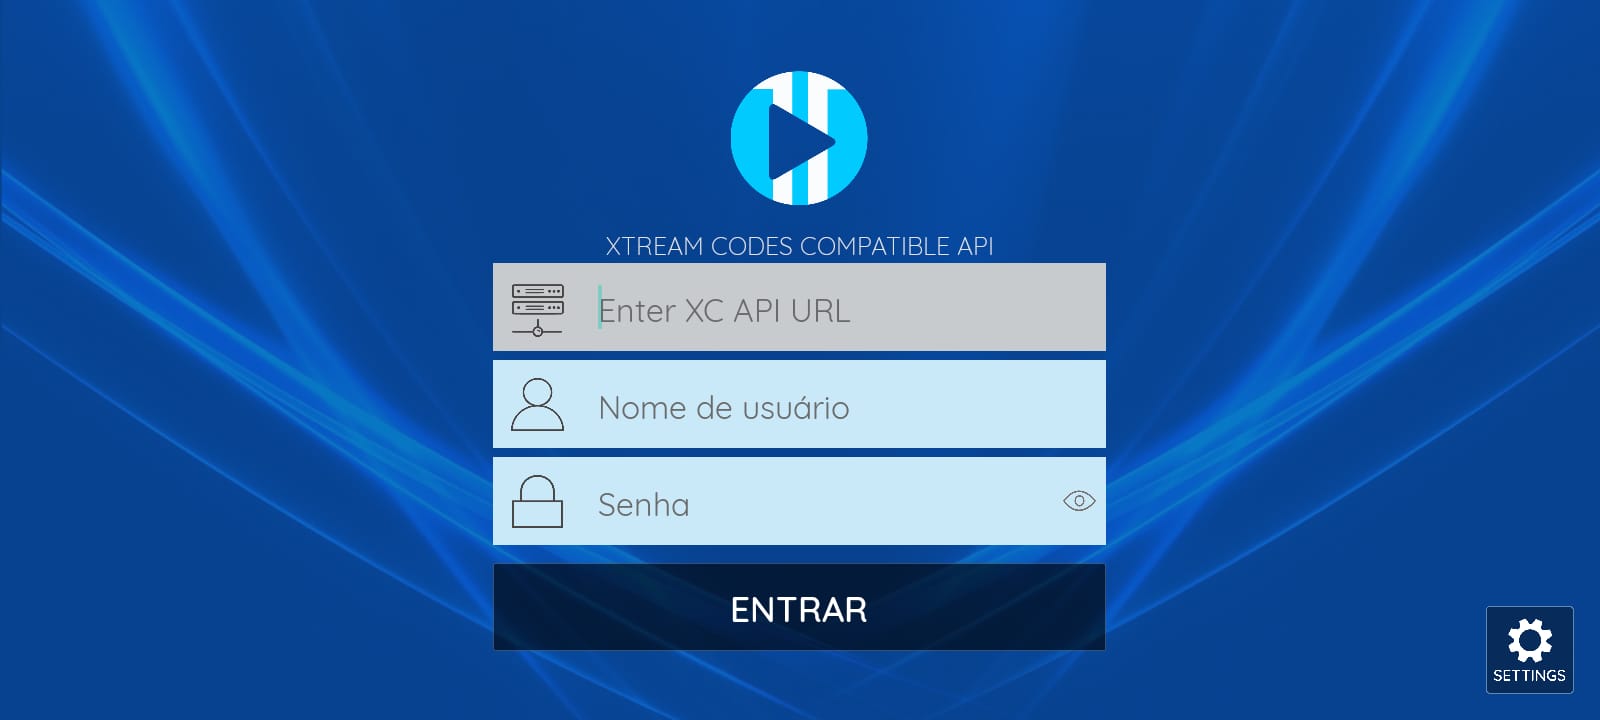 XTREAM CODES COMPATIBLE API
Enter XC API URL
Nome de usuário
Senha
ENTRAR
SETTINGS